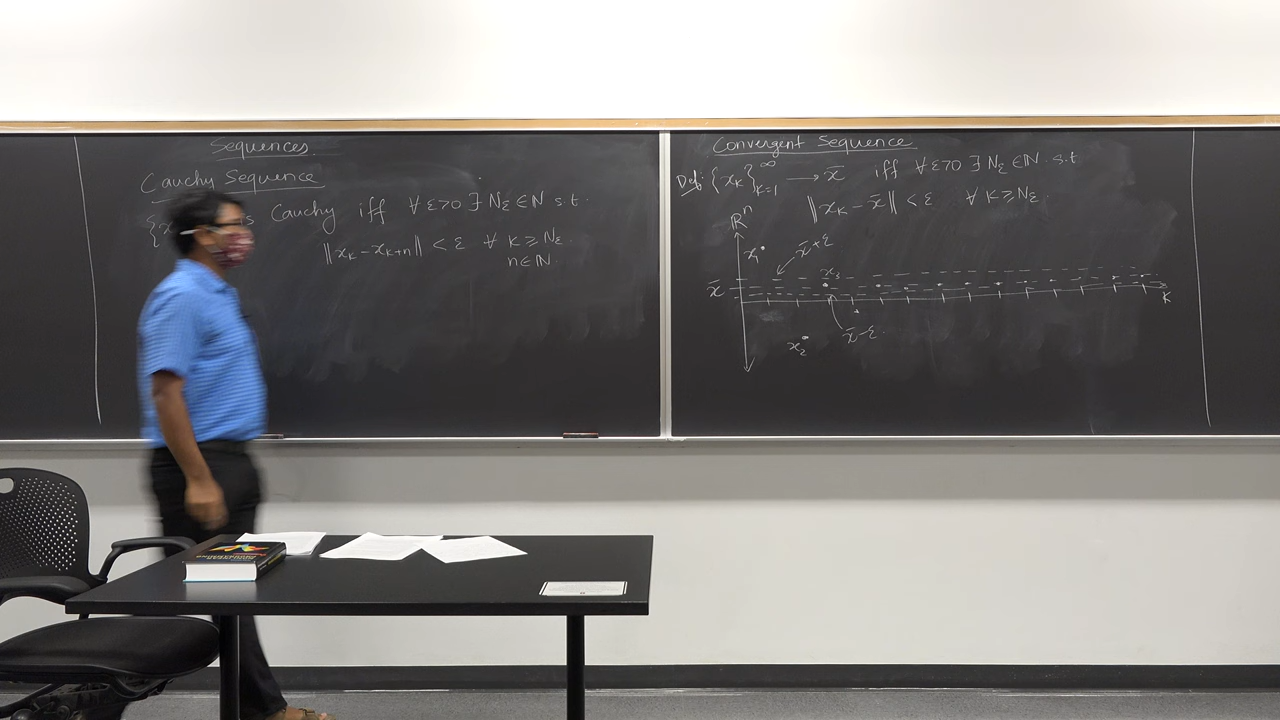 Sequences.
Cauchy Sequence
{x is Cauchy iff ∀ ε>0 ∃ N_ε ∈ ℕ s.t.
‖x_k - x_{k+n}‖ < ε ∀ k ≥ N_ε
n∈ℕ.
Convergent Sequence
Def: {x_k}_{k=1}^∞ → x̄ iff ∀ ε>0 ∃ N_ε ∈ ℕ s.t
‖x_k - x̄‖ < ε ∀ k ≥ N_ε
ℝⁿ
x₁
x̄+ε
x₃
x̄
k
x̄-ε
x₂